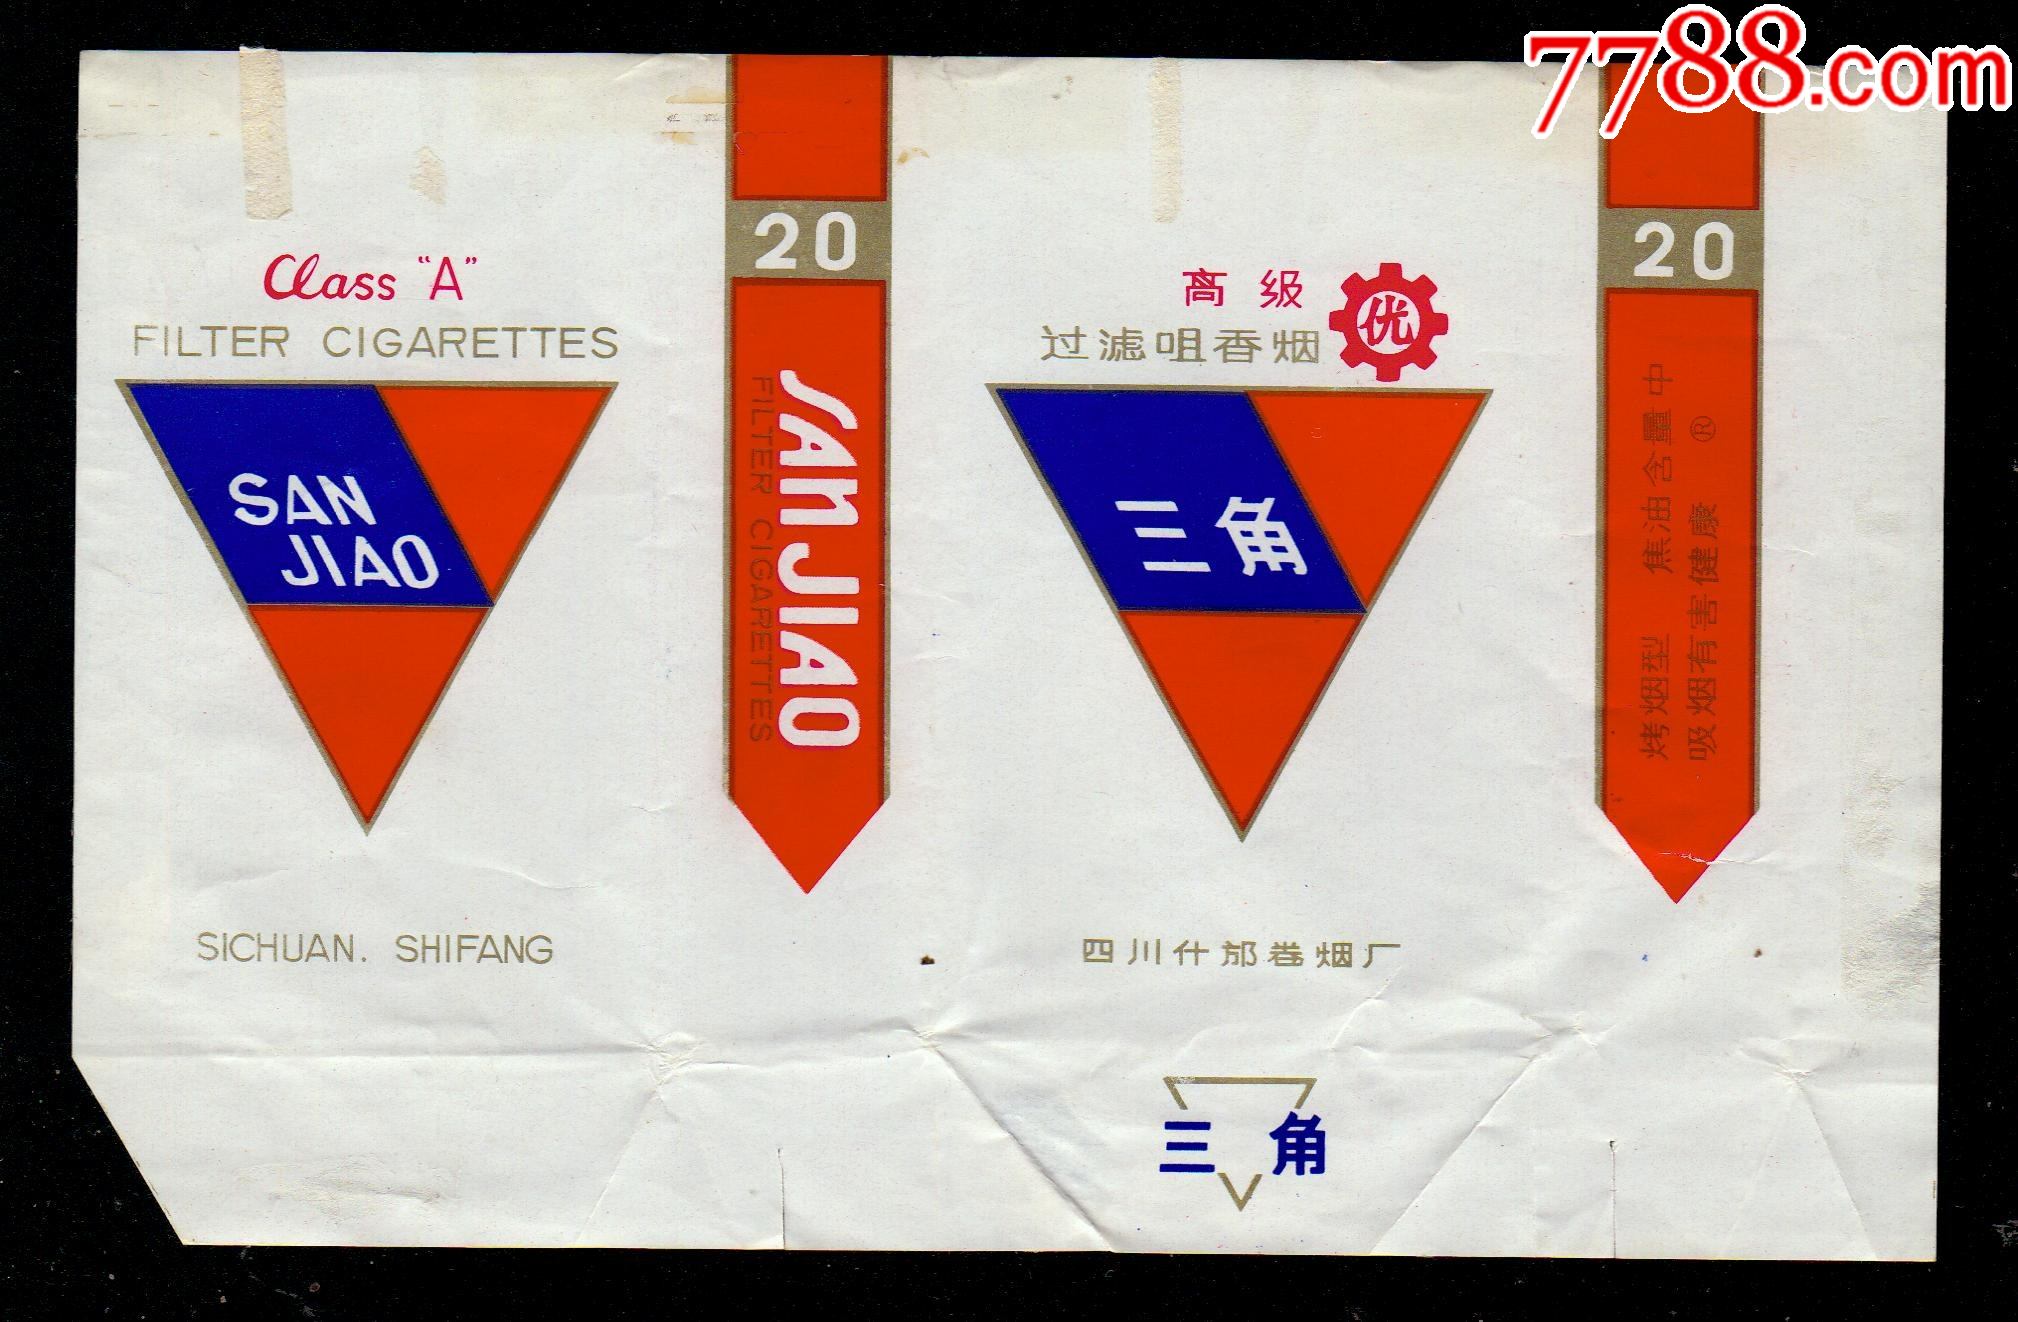 7788.com
Class "A"
FILTER CIGARETTES
SAN
JIAO
SICHUAN. SHIFANG
20
SAN JIAO
FILTER CIGARETTES
高级
优
过滤咀香烟
三角
四川什邡卷烟厂
三角
20
烤烟型 焦油含量中
吸烟有害健康 ®